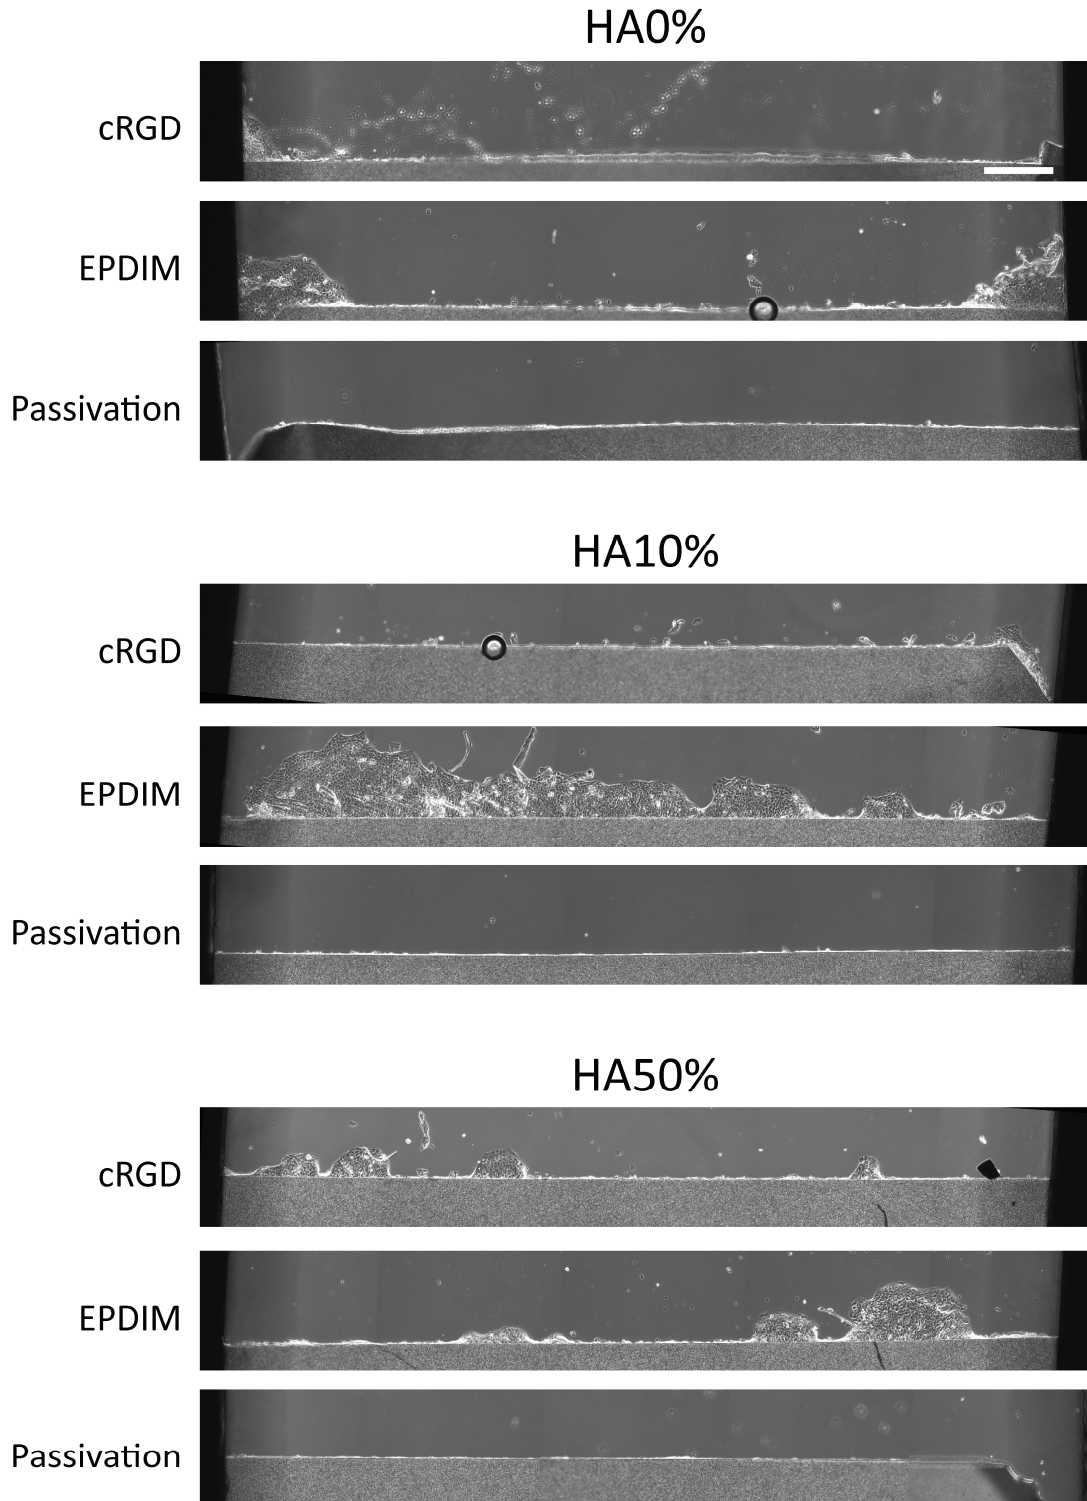 HA0%
cRGD
EPDIM
Passivation
HA10%
cRGD
EPDIM
Passivation
HA50%
cRGD
EPDIM
Passivation